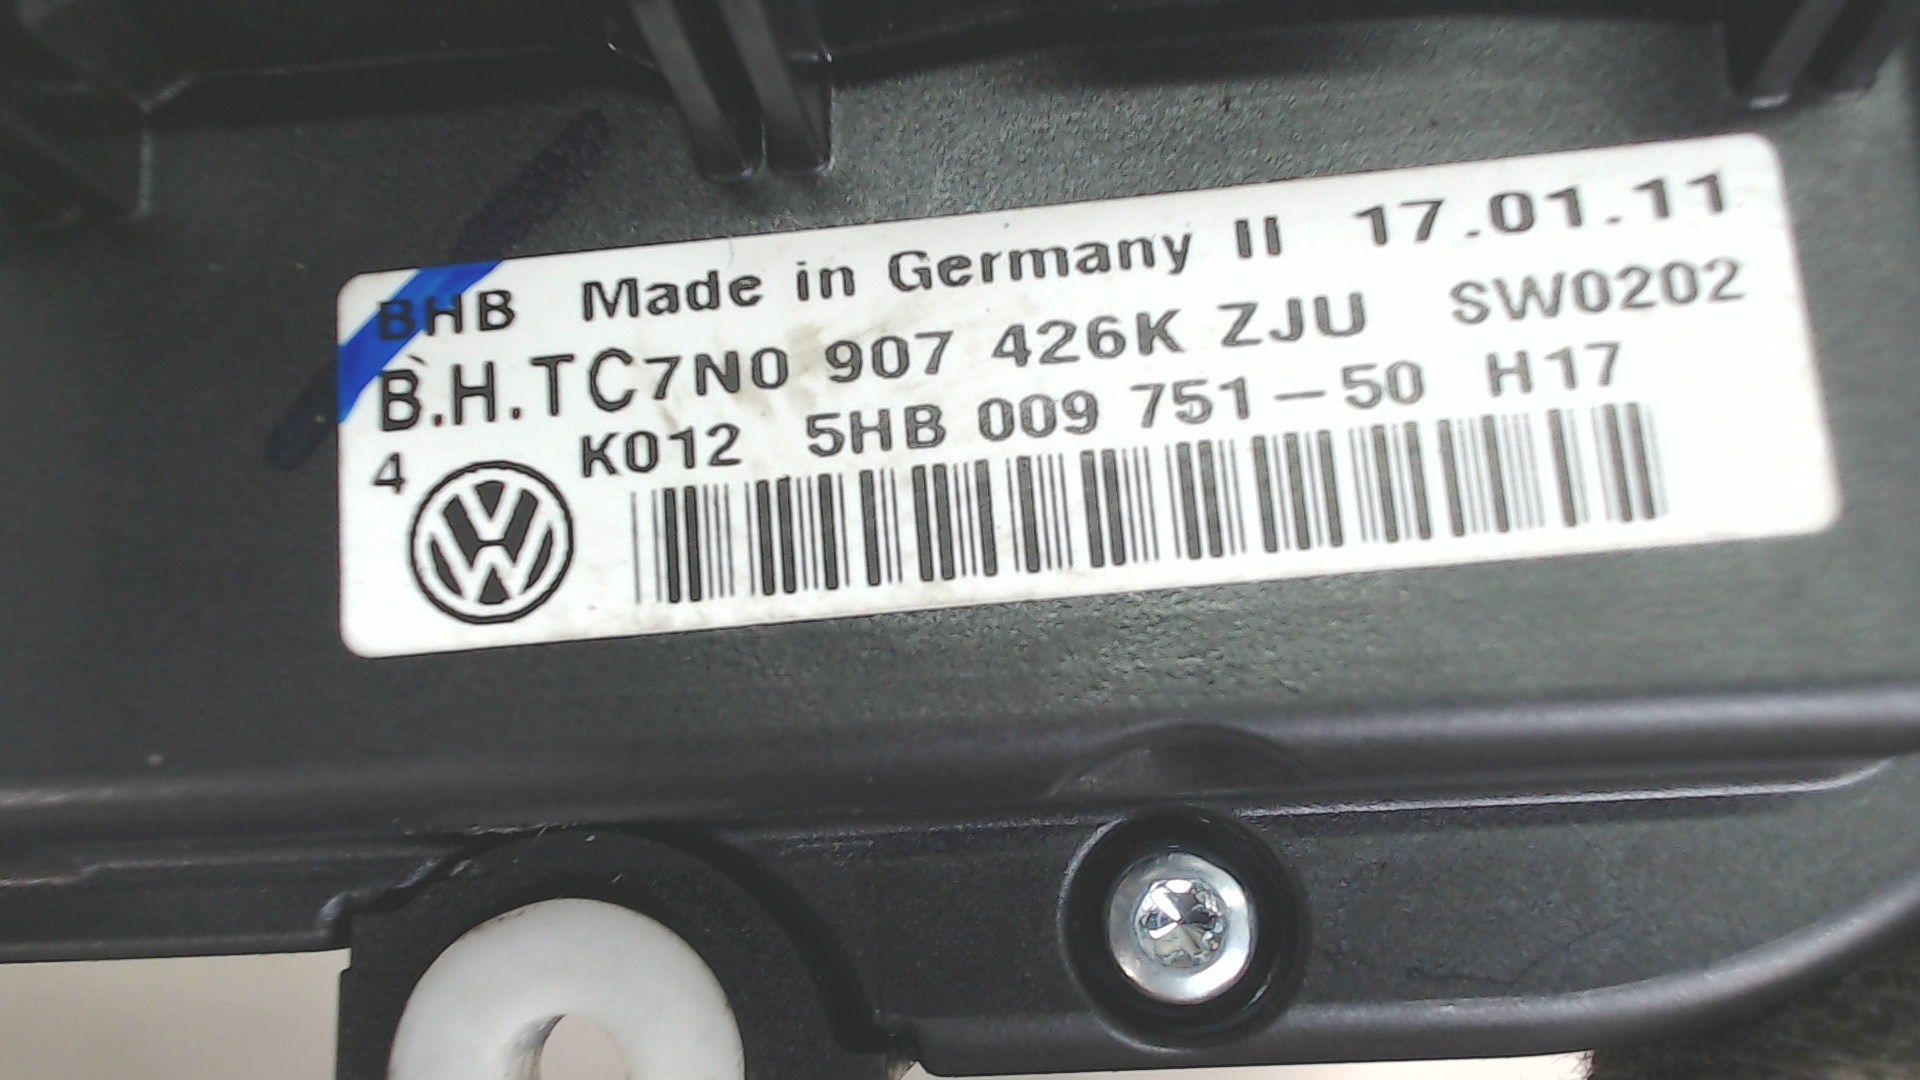 BHB Made in Germany II 17.01.11
B.H.TC7N0 907 426K ZJU SW0202
K012 5HB 009 751-50 H17
4